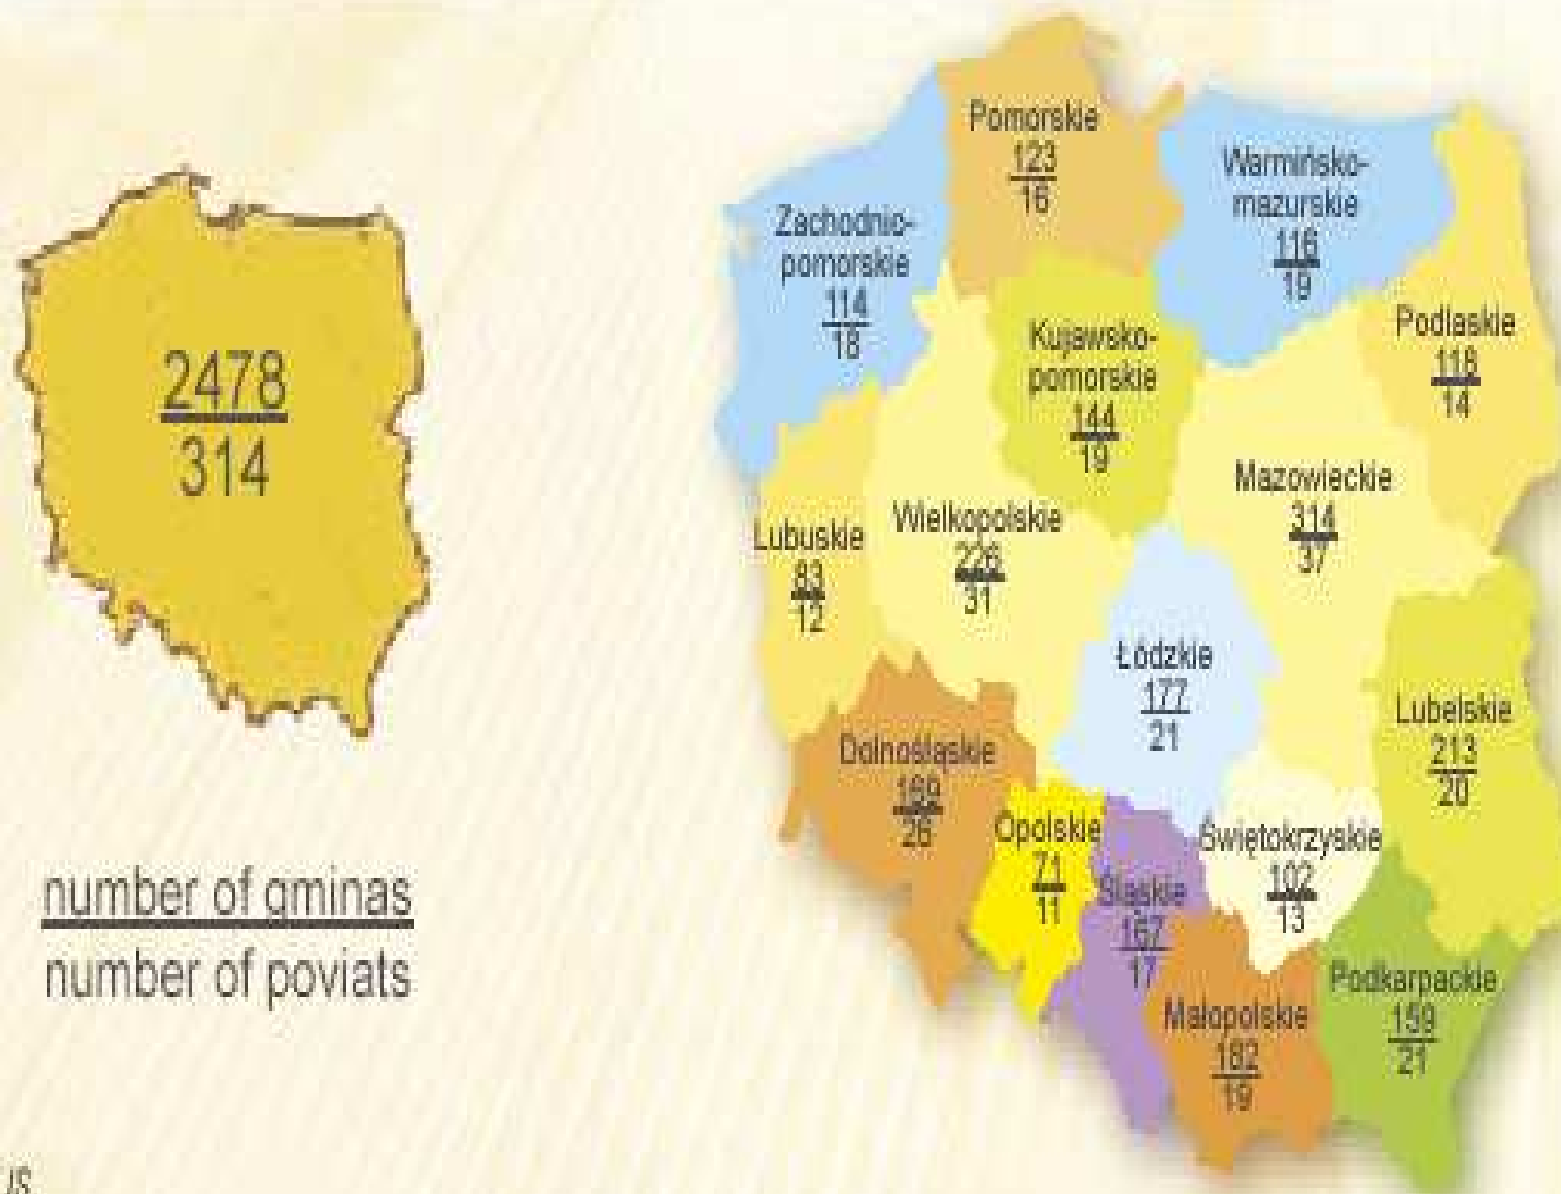 2478
314
number of gminas
number of poviats
Pomorskie
123
16
Warmińsko-
mazurskie
116
19
Zachodnio-
pomorskie
114
18
Podlaskie
118
14
Kujawsko-
pomorskie
144
19
Mazowieckie
314
37
Wielkopolskie
226
31
Lubuskie
83
12
Łódzkie
177
21
Lubelskie
213
20
Dolnośląskie
169
26
Opolskie
71
11
Śląskie
167
17
Świętokrzyskie
102
13
Małopolskie
182
19
Podkarpackie
159
21